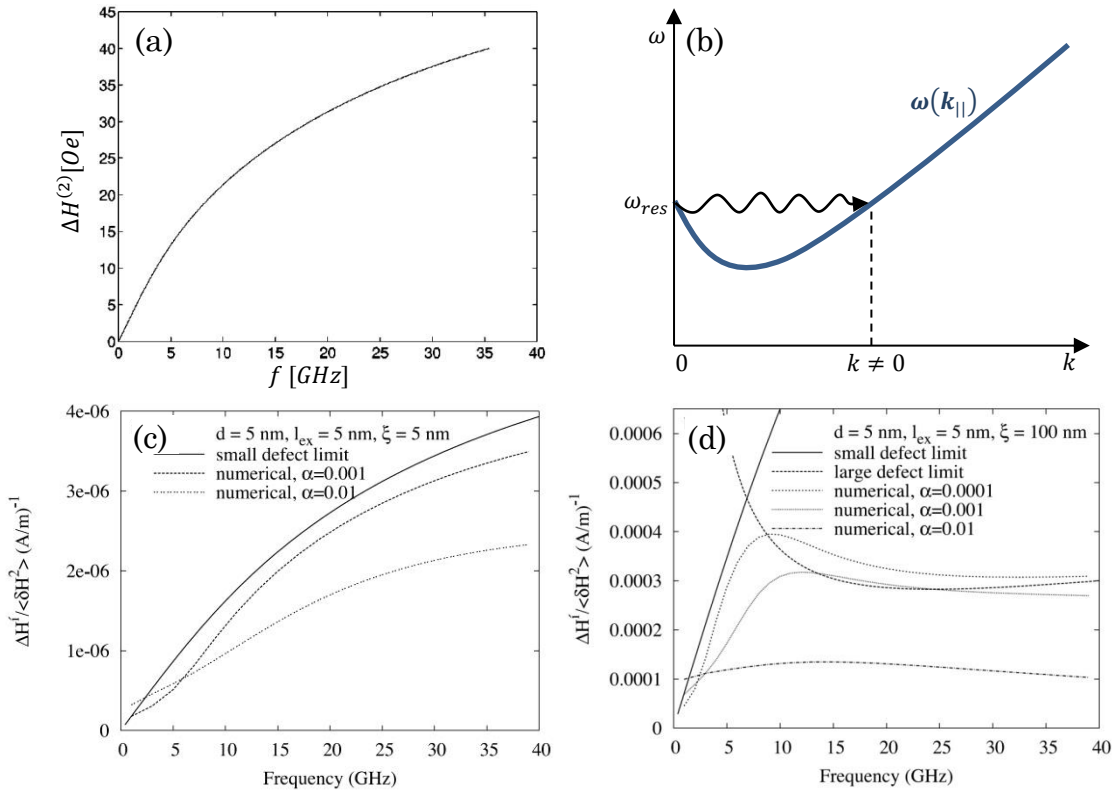 (a)
45
40
35
30
25
20
15
10
5
0
ΔH⁽²⁾[Oe]
0 5 10 15 20 25 30 35 40
f [GHz]
(b)
ω
ω(k||)
ω_res
0
k ≠ 0
k
(c)
d = 5 nm, l_ex = 5 nm, ξ = 5 nm
small defect limit
numerical, α=0.001
numerical, α=0.01
4e-06
3e-06
2e-06
1e-06
0
ΔH^f/<δH²> (A/m)⁻¹
0 5 10 15 20 25 30 35 40
Frequency (GHz)
(d)
d = 5 nm, l_ex = 5 nm, ξ = 100 nm
small defect limit
large defect limit
numerical, α=0.0001
numerical, α=0.001
numerical, α=0.01
0.0006
0.0005
0.0004
0.0003
0.0002
0.0001
0
ΔH^f/<δH²> (A/m)⁻¹
0 5 10 15 20 25 30 35 40
Frequency (GHz)